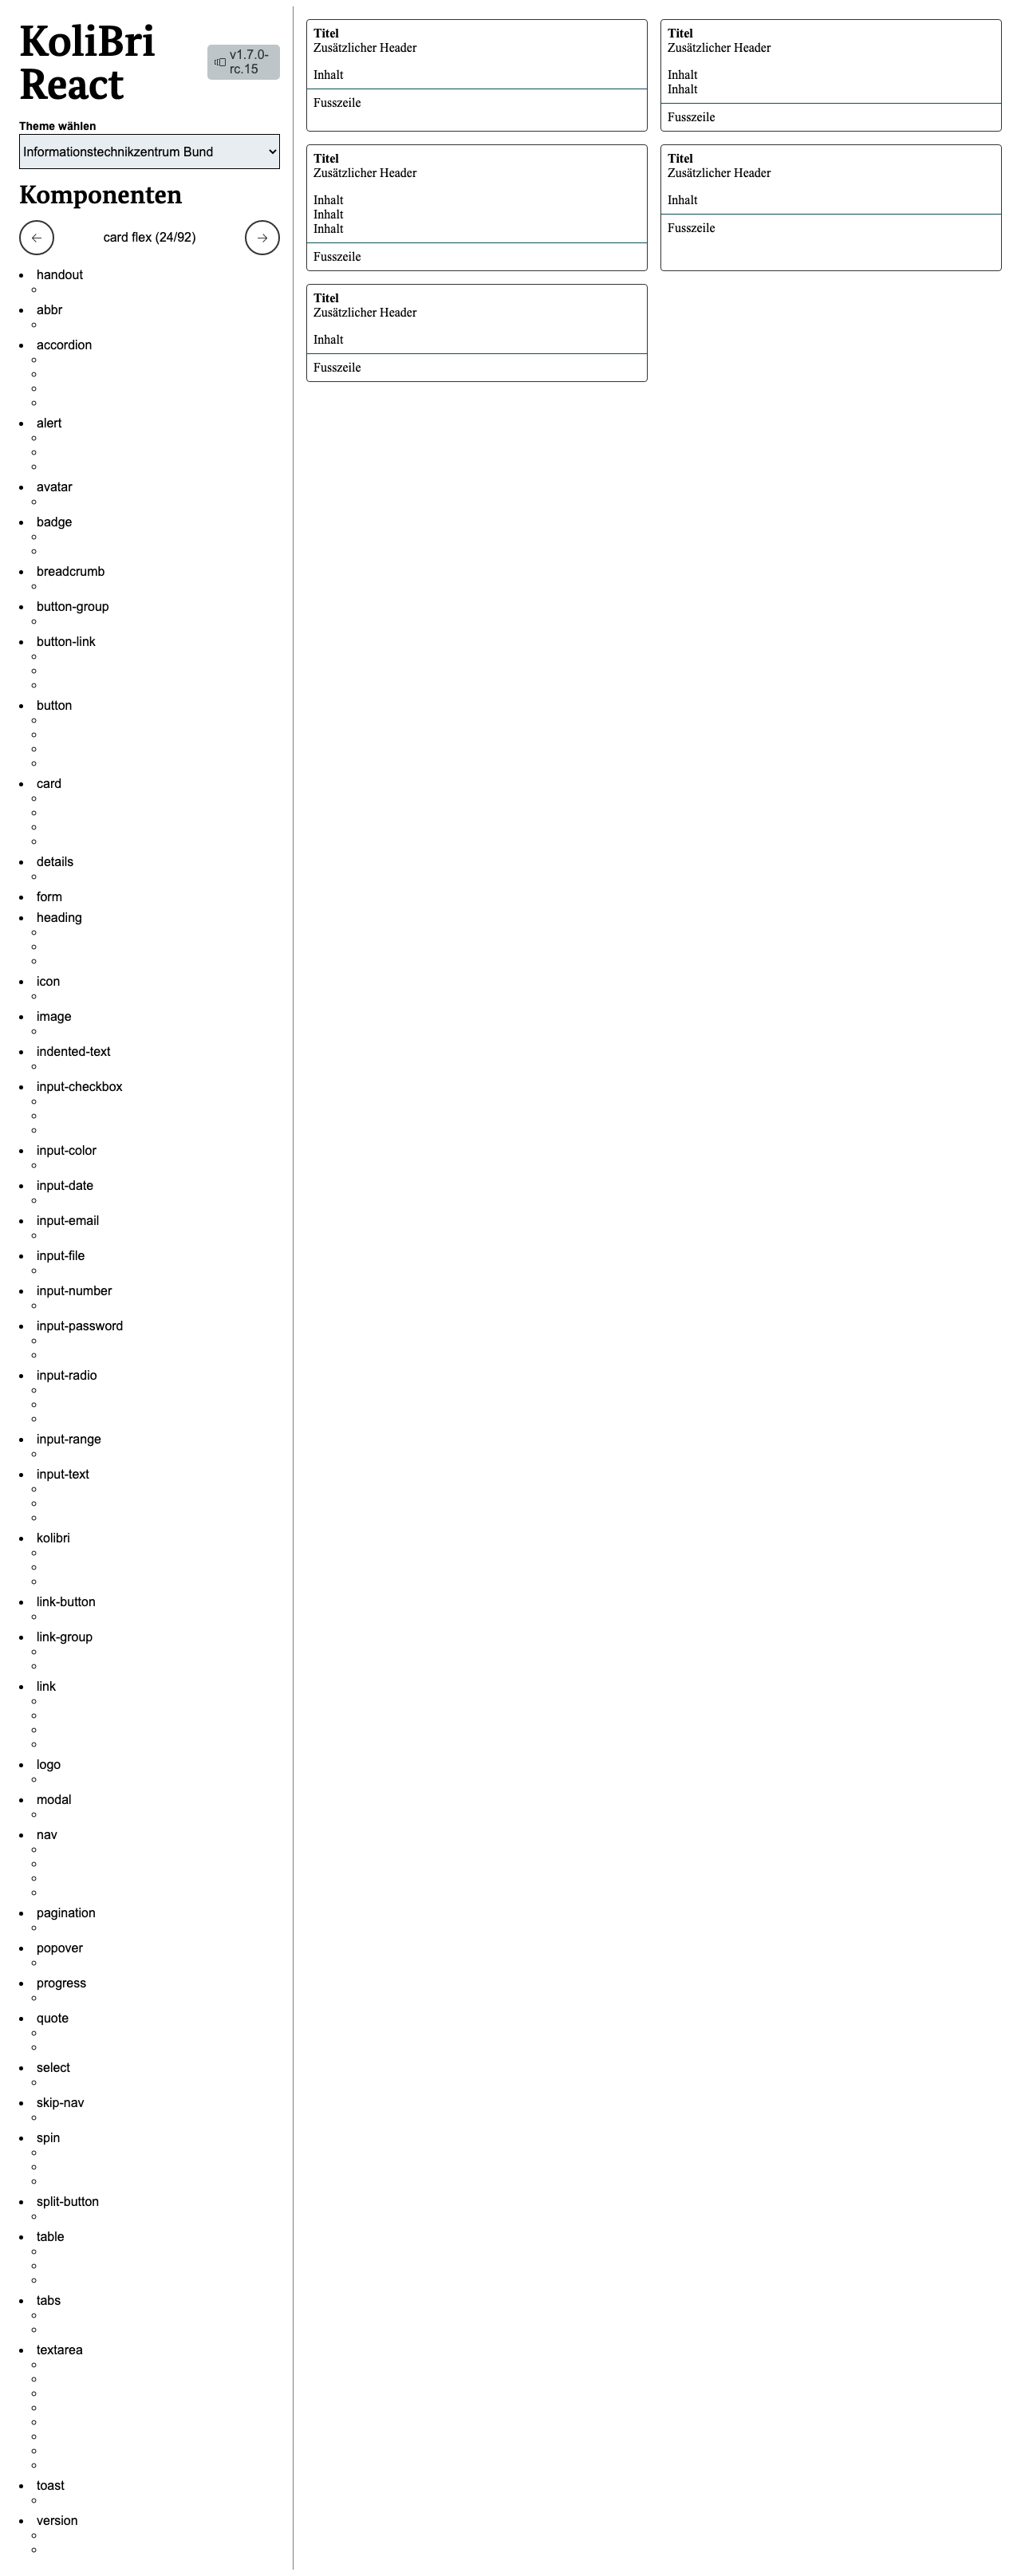 KoliBri
React
v1.7.0-
rc.15
Theme wählen
Informationstechnikzentrum Bund
Komponenten
← card flex (24/92) →
handout
abbr
accordion
alert
avatar
badge
breadcrumb
button-group
button-link
button
card
details
form
heading
icon
image
indented-text
input-checkbox
input-color
input-date
input-email
input-file
input-number
input-password
input-radio
input-range
input-text
kolibri
link-button
link-group
link
logo
modal
nav
pagination
popover
progress
quote
select
skip-nav
spin
split-button
table
tabs
textarea
toast
version
Titel
Zusätzlicher Header
Inhalt
Fusszeile
Titel
Zusätzlicher Header
Inhalt
Inhalt
Fusszeile
Titel
Zusätzlicher Header
Inhalt
Inhalt
Inhalt
Fusszeile
Titel
Zusätzlicher Header
Inhalt
Fusszeile
Titel
Zusätzlicher Header
Inhalt
Fusszeile